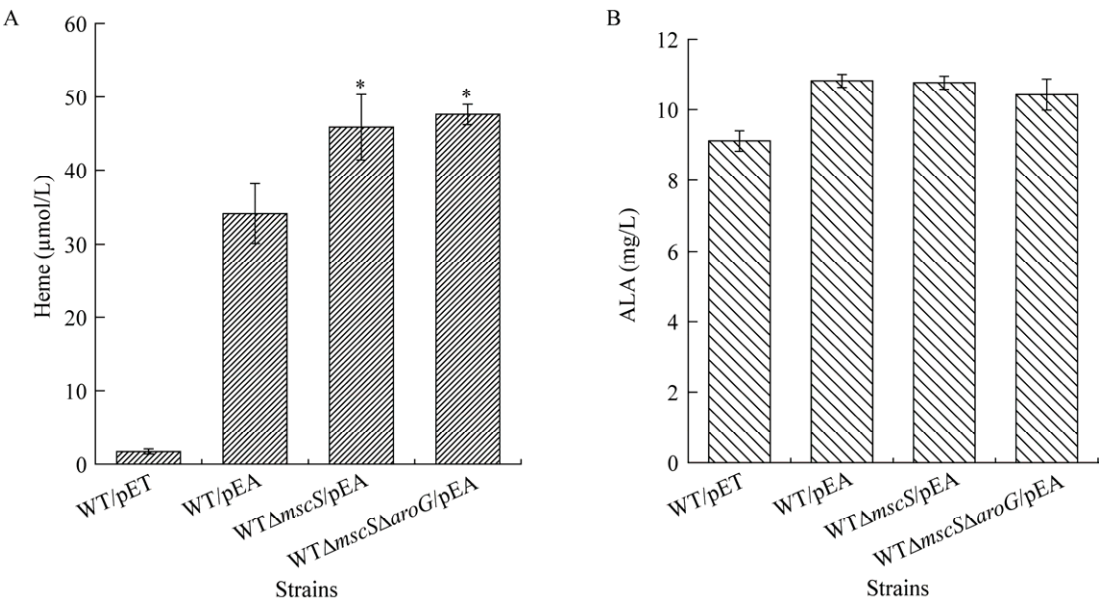 A
60
50
40
30
20
10
0
Heme (μmol/L)
*
*
WT/pET
WT/pEA
WTΔmscS/pEA
WTΔmscSΔaroG/pEA
Strains
B
12
10
8
6
4
2
0
ALA (mg/L)
WT/pET
WT/pEA
WTΔmscS/pEA
WTΔmscSΔaroG/pEA
Strains